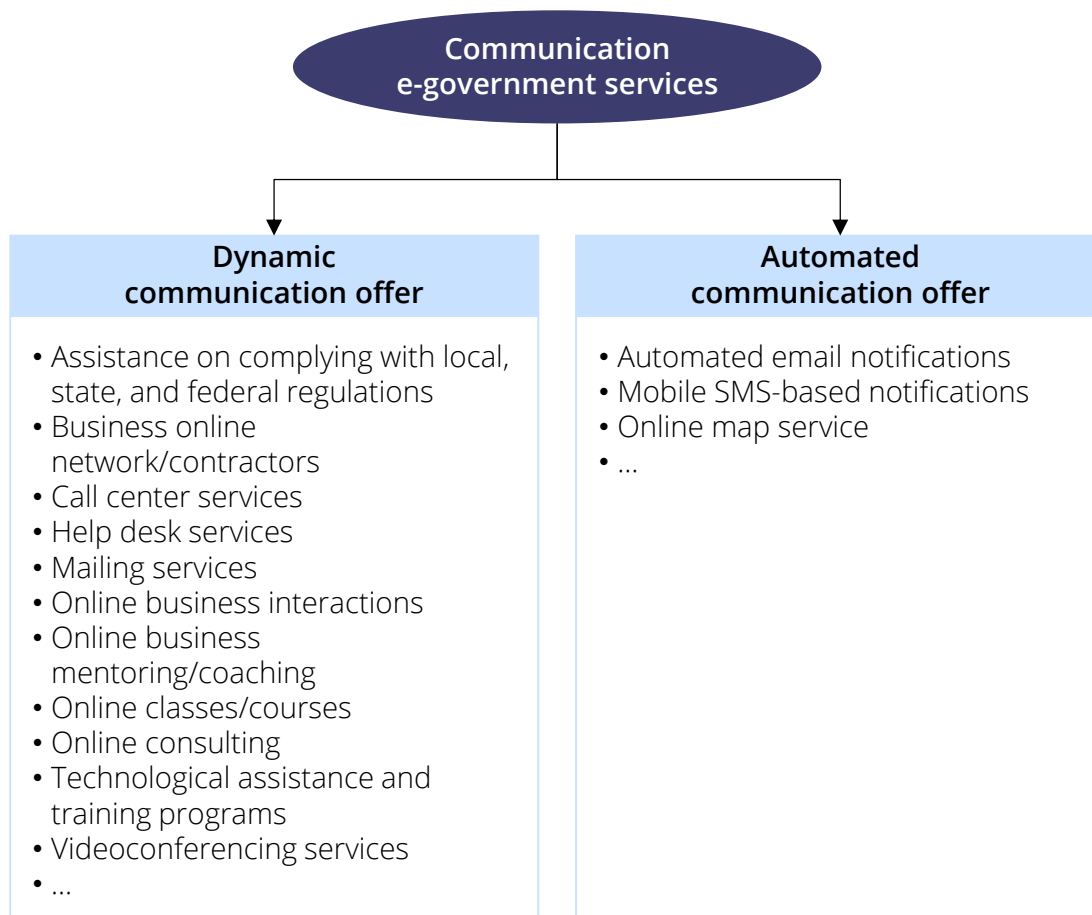 Communication
e-government services
Dynamic
communication offer
• Assistance on complying with local,
state, and federal regulations
• Business online
network/contractors
• Call center services
• Help desk services
• Mailing services
• Online business interactions
• Online business
mentoring/coaching
• Online classes/courses
• Online consulting
• Technological assistance and
training programs
• Videoconferencing services
• ...
Automated
communication offer
• Automated email notifications
• Mobile SMS-based notifications
• Online map service
• ...